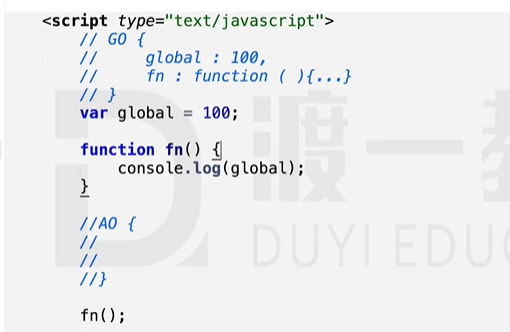 <script type="text/javascript">
// GO {
//      global : 100,
//      fn : function ( ){...}
// }
var global = 100;
function fn() {
console.log(global);
}
//AO {
//
//
//}
fn();
渡一教
DUYI EDUC